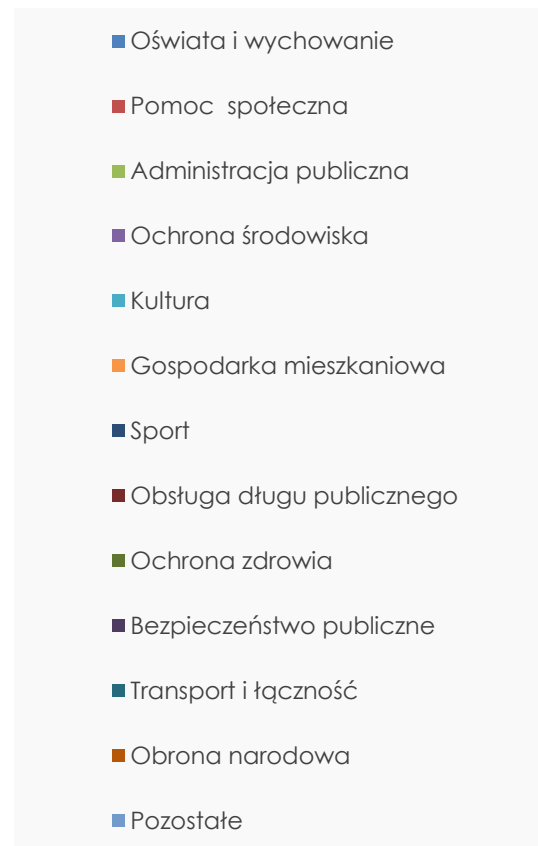 Oświata i wychowanie
Pomoc  społeczna
Administracja publiczna
Ochrona środowiska
Kultura
Gospodarka mieszkaniowa
Sport
Obsługa długu publicznego
Ochrona zdrowia
Bezpieczeństwo publiczne
Transport i łączność
Obrona narodowa
Pozostałe